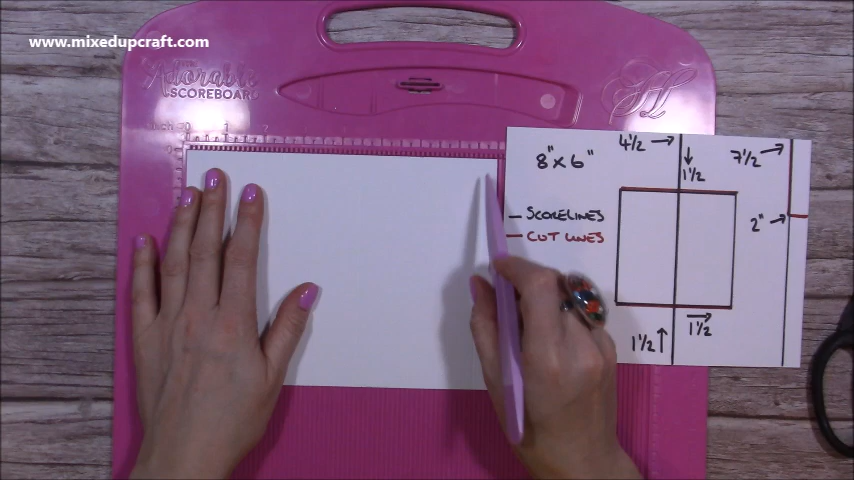 www.mixedupcraft.com
Adorable
SCOREBOARD
8" x 6"
4½
1½
7½
SCORELINES
2"
CUT LINES
1½
1½